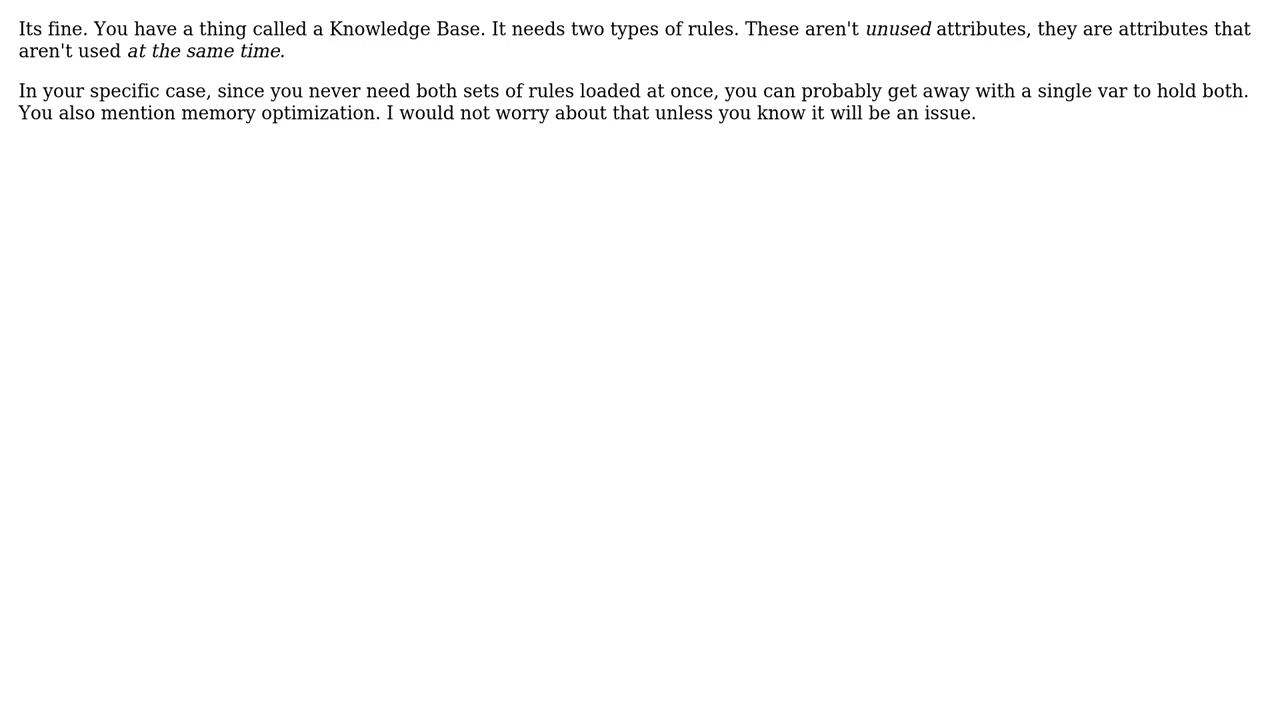 Its fine. You have a thing called a Knowledge Base. It needs two types of rules. These aren't unused attributes, they are attributes that
aren't used at the same time.
In your specific case, since you never need both sets of rules loaded at once, you can probably get away with a single var to hold both.
You also mention memory optimization. I would not worry about that unless you know it will be an issue.